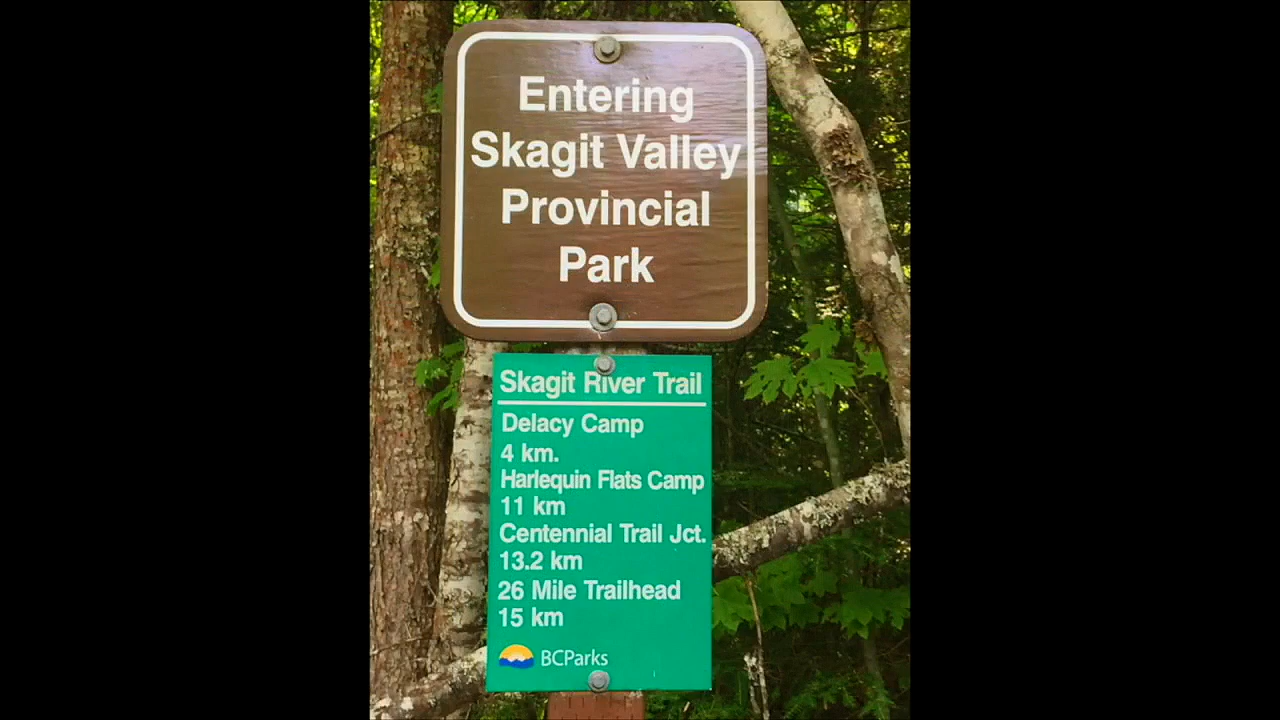 Entering
Skagit Valley
Provincial
Park
Skagit River Trail
Delacy Camp
4 km.
Harlequin Flats Camp
11 km
Centennial Trail Jct.
13.2 km
26 Mile Trailhead
15 km
BCParks